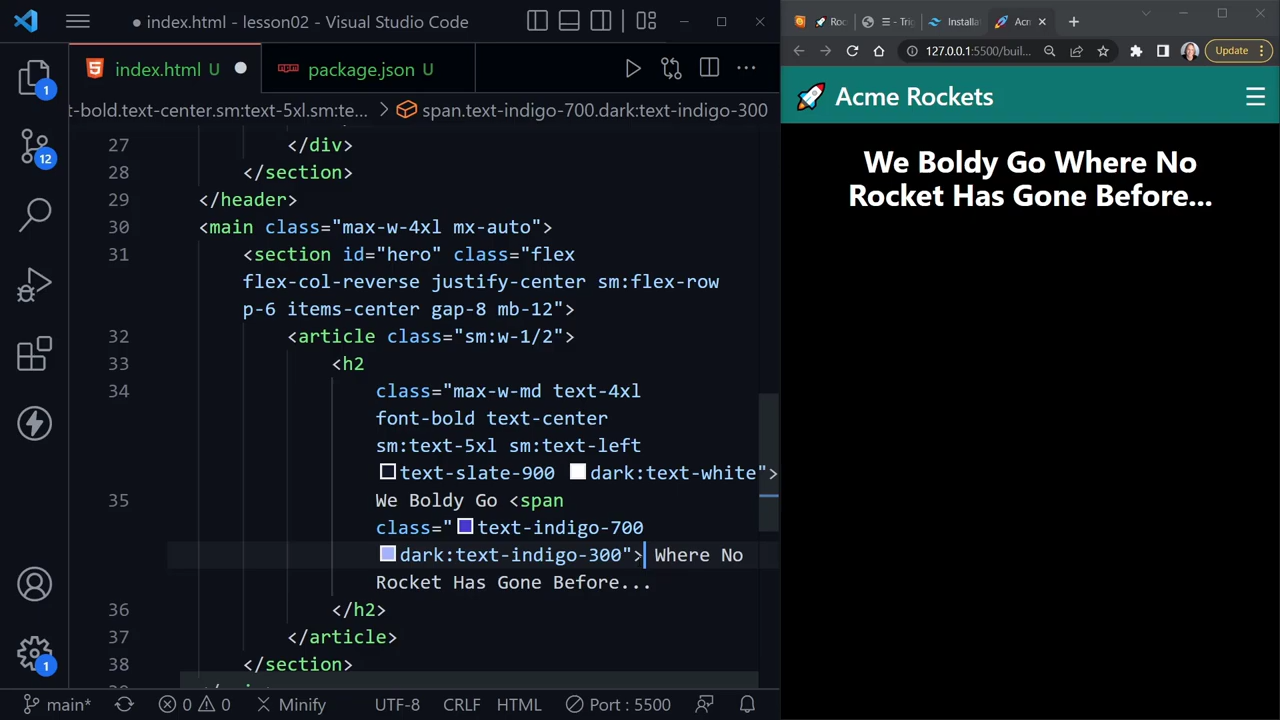 index.html - lesson02 - Visual Studio Code
index.html U
package.json U
t-bold.text-center.sm:text-5xl.sm:te... > span.text-indigo-700.dark:text-indigo-300
27 </div>
28 </section>
29 </header>
30 <main class="max-w-4xl mx-auto">
31 <section id="hero" class="flex
flex-col-reverse justify-center sm:flex-row
p-6 items-center gap-8 mb-12">
32 <article class="sm:w-1/2">
33 <h2
34 class="max-w-md text-4xl
font-bold text-center
sm:text-5xl sm:text-left
text-slate-900 dark:text-white">
35 We Boldy Go <span
class="text-indigo-700
dark:text-indigo-300"> Where No
Rocket Has Gone Before...
36 </h2>
37 </article>
38 </section>
1
12
1
main* 0 0 Minify UTF-8 CRLF HTML Port : 5500
Roc
- Trig
Installa
Acm
127.0.0.1:5500/buil...
Update
Acme Rockets
We Boldy Go Where No
Rocket Has Gone Before...